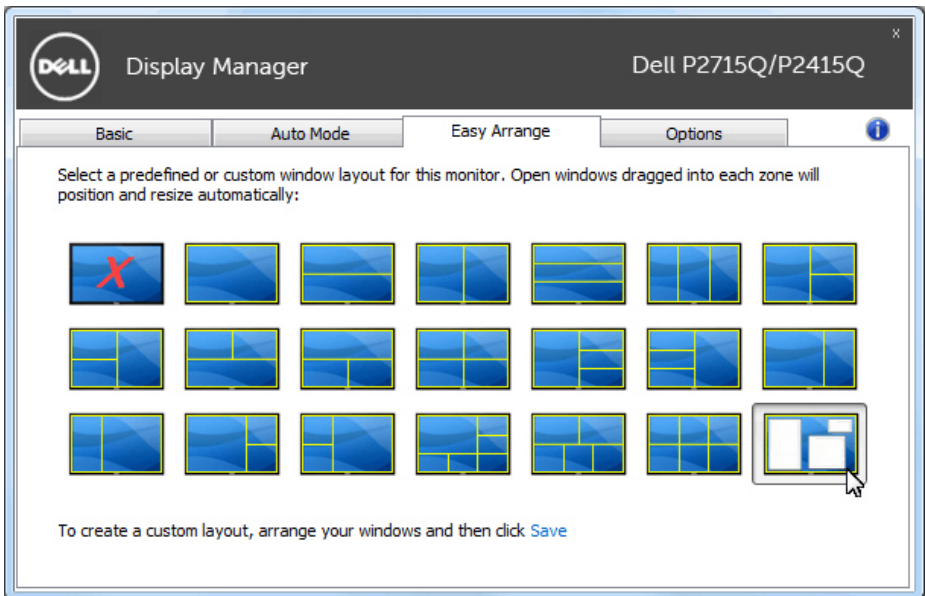 x
DELL
Display Manager
Dell P2715Q/P2415Q
Basic
Auto Mode
Easy Arrange
Options
i
Select a predefined or custom window layout for this monitor. Open windows dragged into each zone will
position and resize automatically:
X
To create a custom layout, arrange your windows and then click Save